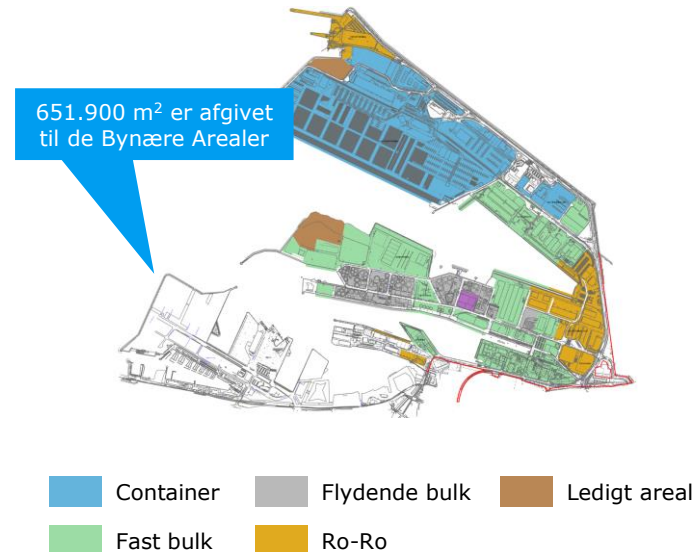 651.900 m² er afgivet
til de Bynære Arealer
Container
Flydende bulk
Ledigt areal
Fast bulk
Ro-Ro